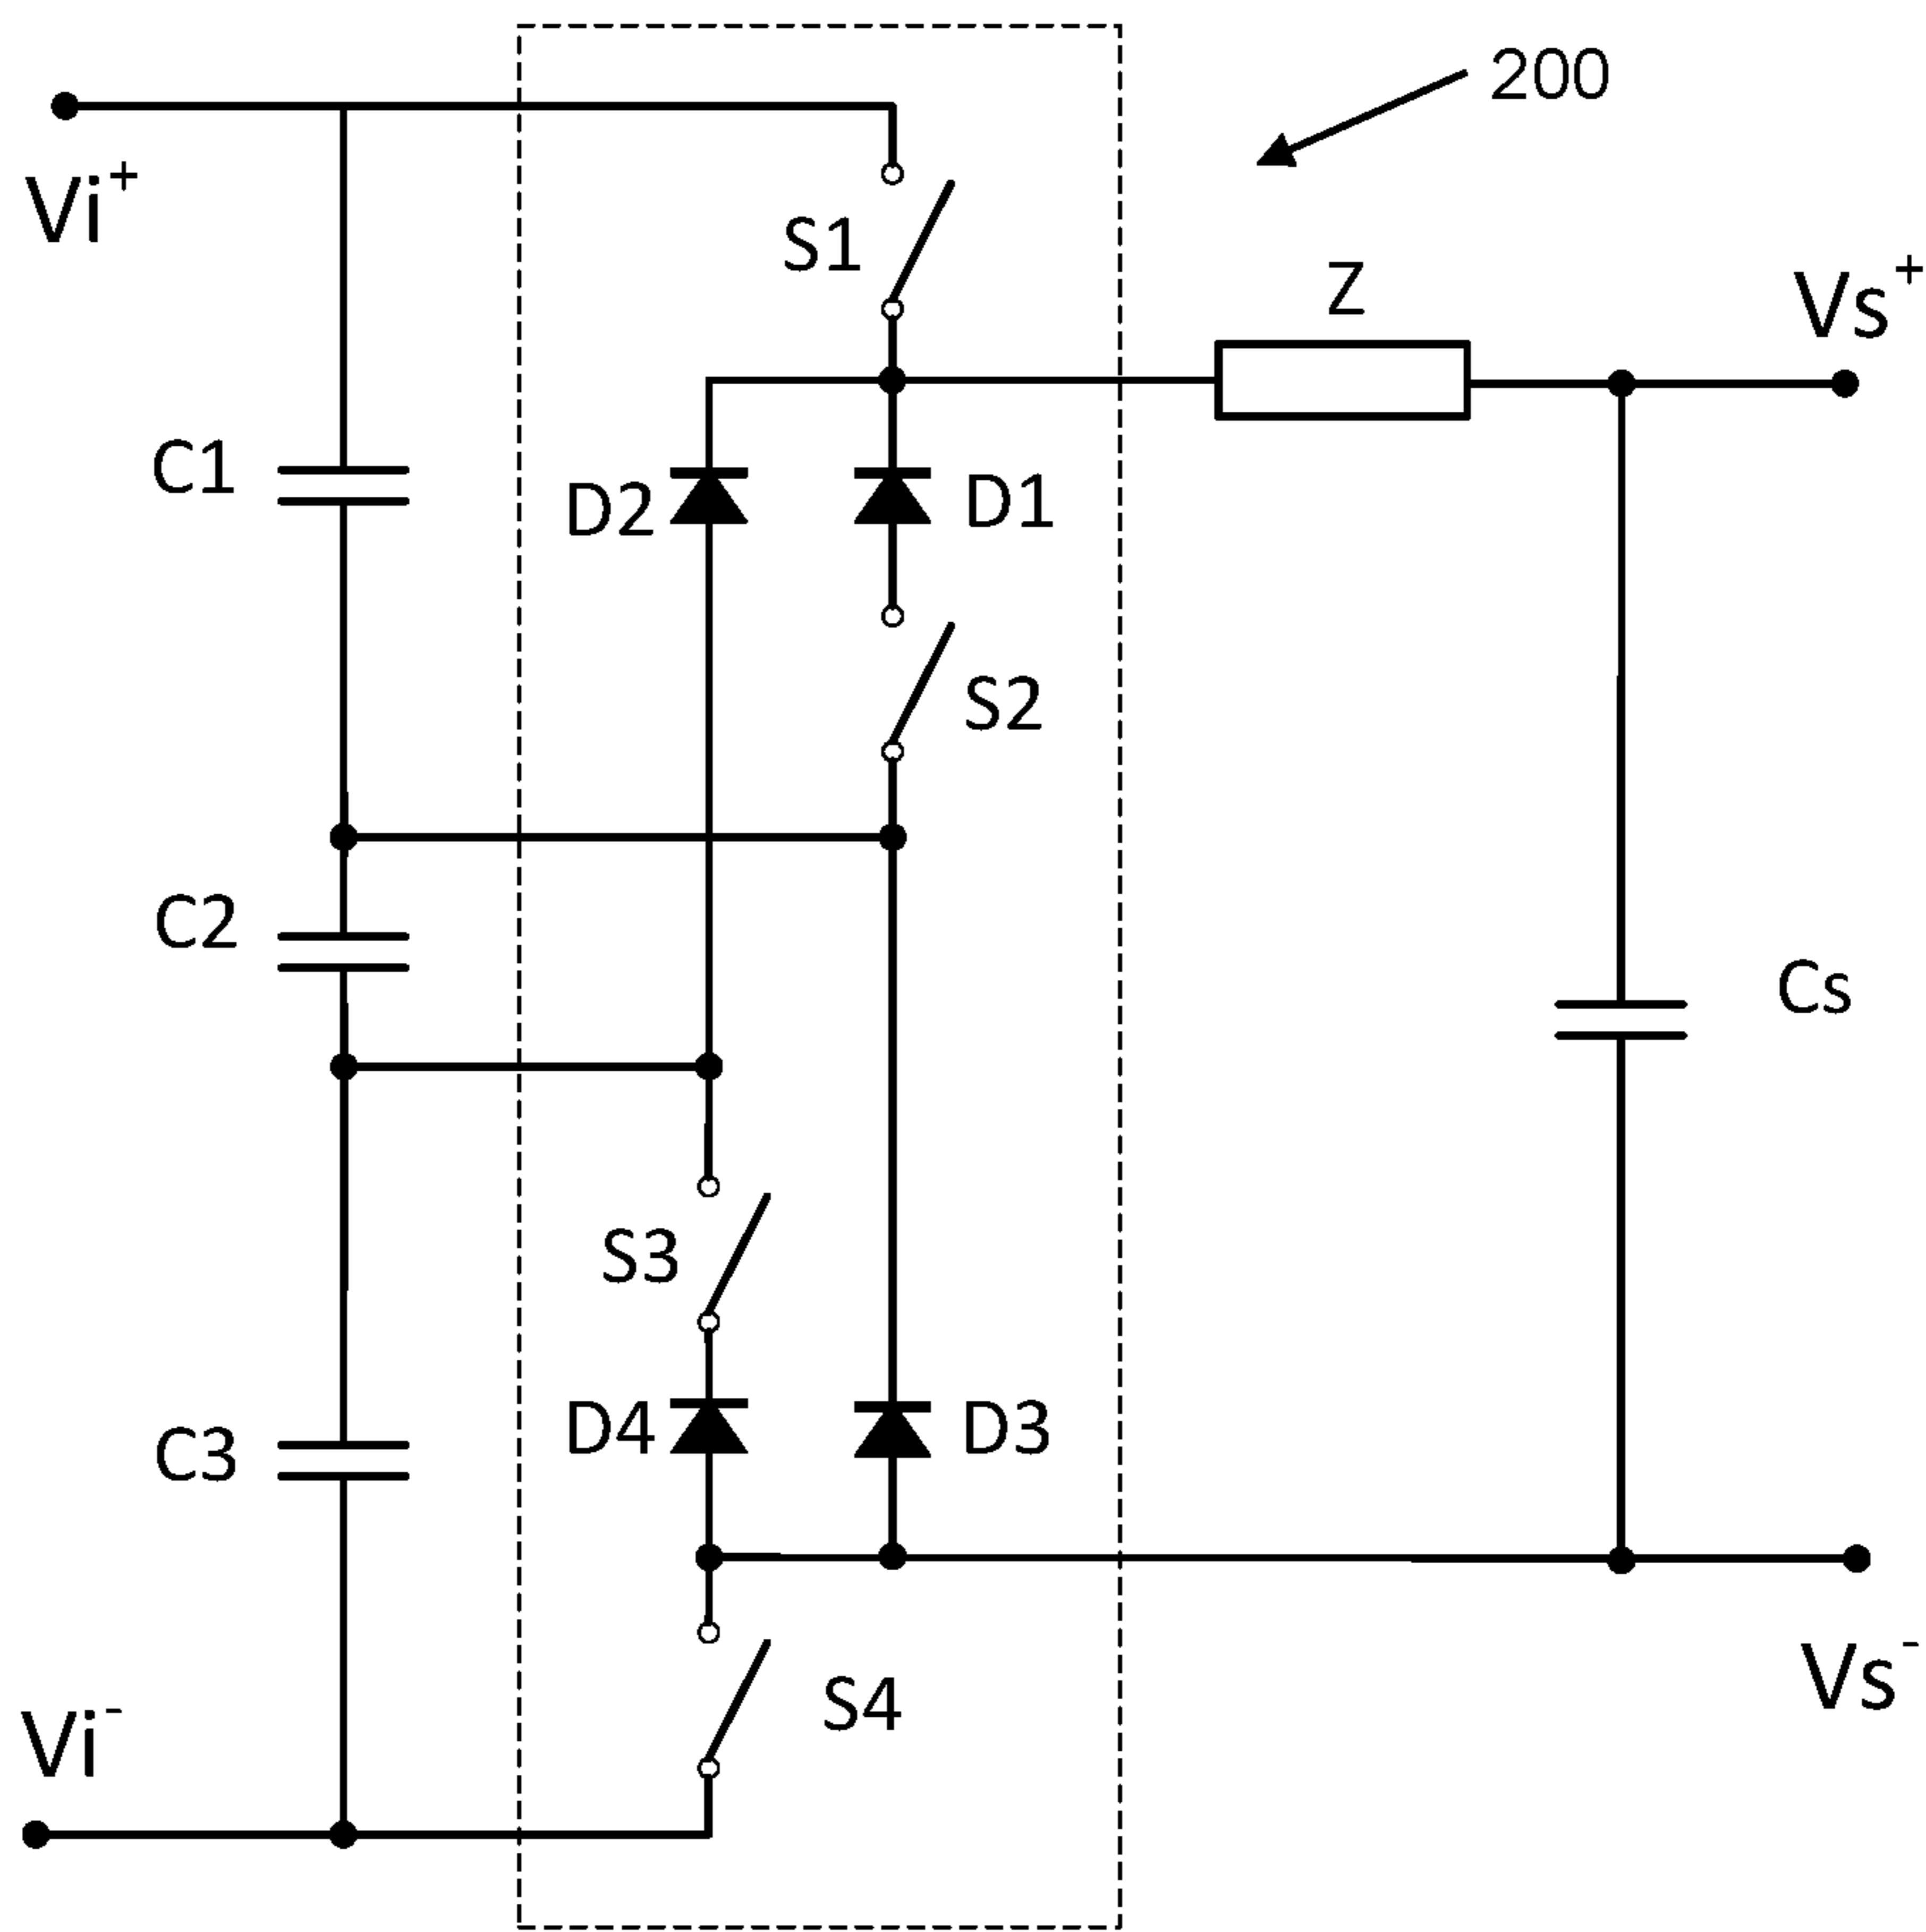 200
Vi⁺
S1
Z
Vs⁺
C1
D2
D1
S2
C2
Cs
S3
D4
D3
C3
S4
Vs⁻
Vi⁻